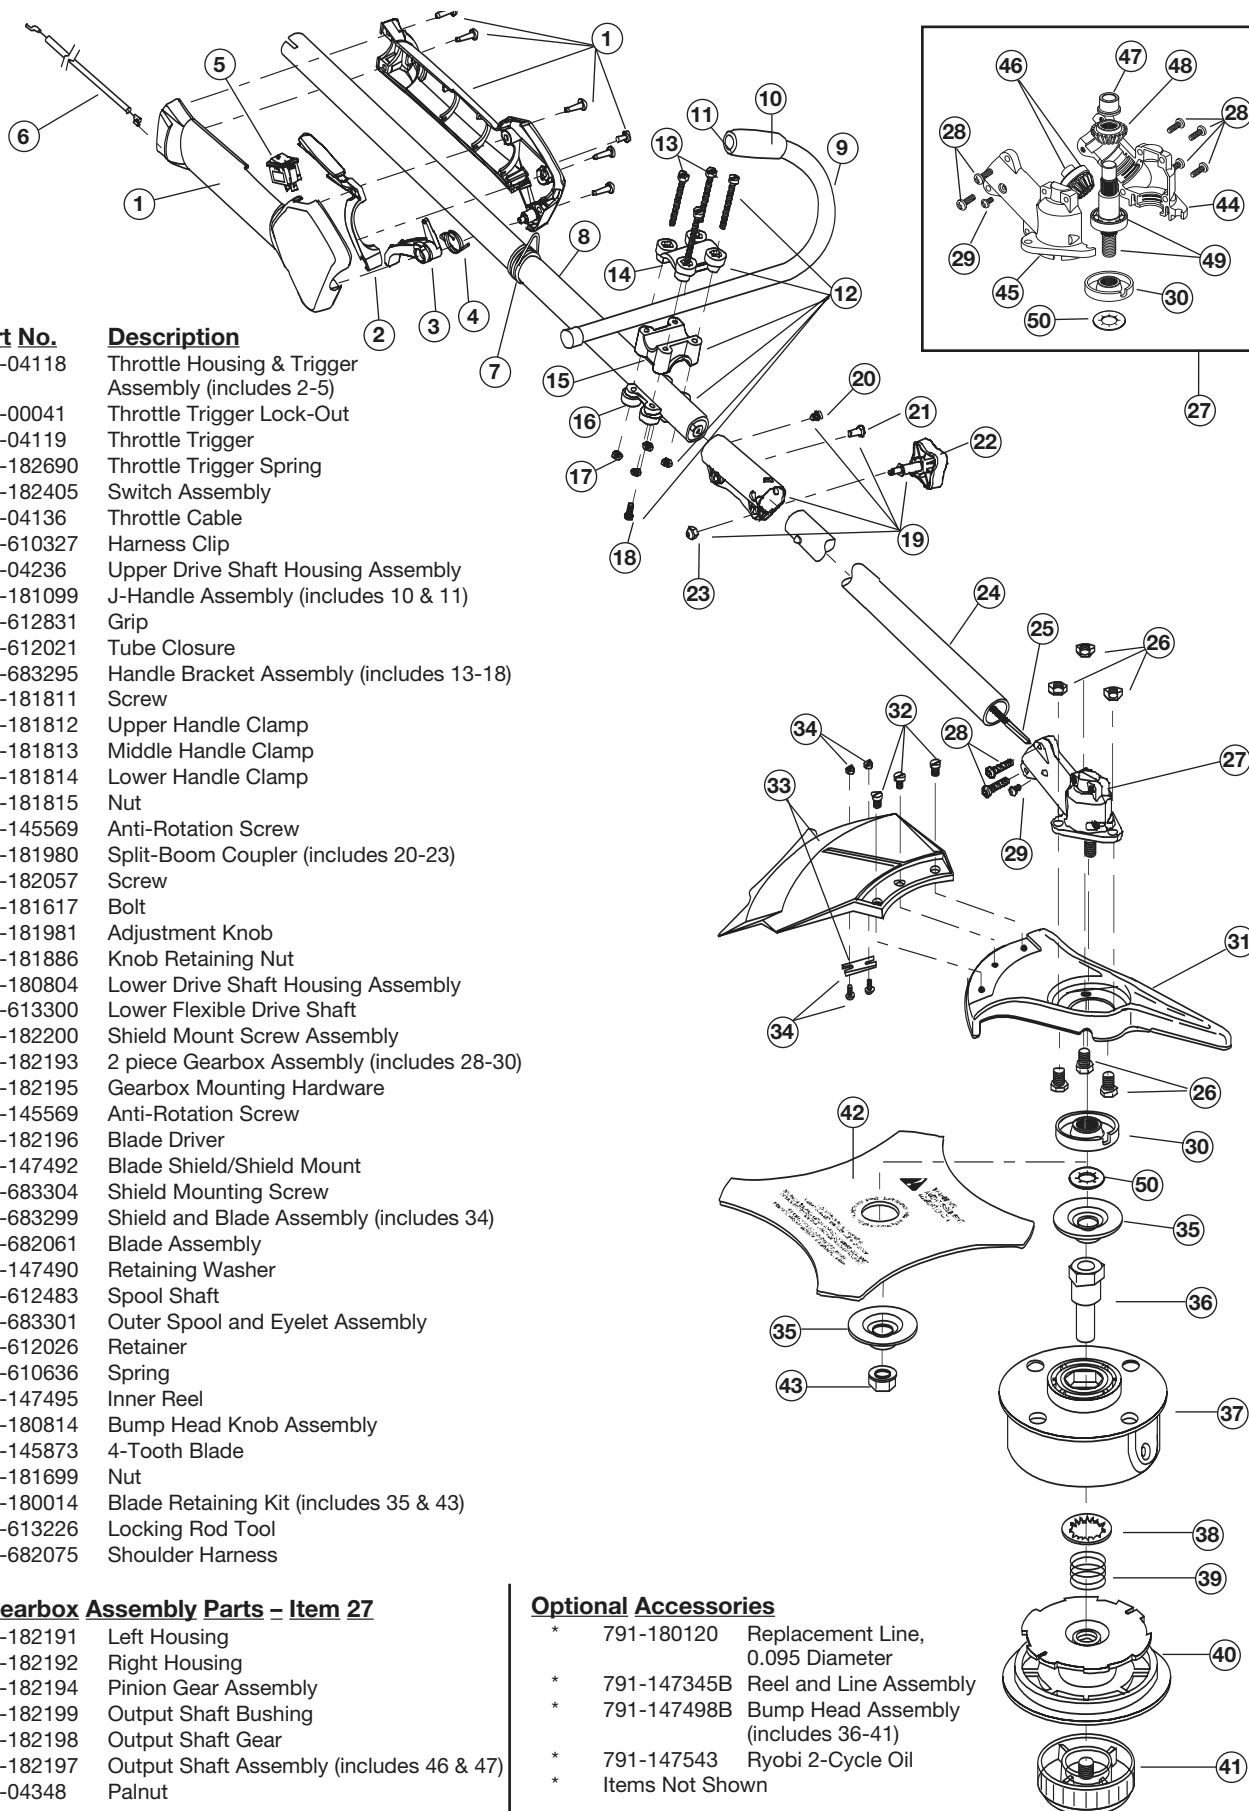 1
5
6
1
2
3
4
7
8
9
10
11
13
14
12
15
16
17
18
19
20
21
22
23
24
25
26
27
28
29
46
47
48
28
28
29
45
44
49
30
50
27
32
34
33
34
31
26
30
50
35
36
37
38
39
40
41
42
35
43
rt No. Description
-04118 Throttle Housing & Trigger
Assembly (includes 2-5)
-00041 Throttle Trigger Lock-Out
-04119 Throttle Trigger
-182690 Throttle Trigger Spring
-182405 Switch Assembly
-04136 Throttle Cable
-610327 Harness Clip
-04236 Upper Drive Shaft Housing Assembly
-181099 J-Handle Assembly (includes 10 & 11)
-612831 Grip
-612021 Tube Closure
-683295 Handle Bracket Assembly (includes 13-18)
-181811 Screw
-181812 Upper Handle Clamp
-181813 Middle Handle Clamp
-181814 Lower Handle Clamp
-181815 Nut
-145569 Anti-Rotation Screw
-181980 Split-Boom Coupler (includes 20-23)
-182057 Screw
-181617 Bolt
-181981 Adjustment Knob
-181886 Knob Retaining Nut
-180804 Lower Drive Shaft Housing Assembly
-613300 Lower Flexible Drive Shaft
-182200 Shield Mount Screw Assembly
-182193 2 piece Gearbox Assembly (includes 28-30)
-182195 Gearbox Mounting Hardware
-145569 Anti-Rotation Screw
-182196 Blade Driver
-147492 Blade Shield/Shield Mount
-683304 Shield Mounting Screw
-683299 Shield and Blade Assembly (includes 34)
-682061 Blade Assembly
-147490 Retaining Washer
-612483 Spool Shaft
-683301 Outer Spool and Eyelet Assembly
-612026 Retainer
-610636 Spring
-147495 Inner Reel
-180814 Bump Head Knob Assembly
-145873 4-Tooth Blade
-181699 Nut
-180014 Blade Retaining Kit (includes 35 & 43)
-613226 Locking Rod Tool
-682075 Shoulder Harness
earbox Assembly Parts – Item 27
-182191 Left Housing
-182192 Right Housing
-182194 Pinion Gear Assembly
-182199 Output Shaft Bushing
-182198 Output Shaft Gear
-182197 Output Shaft Assembly (includes 46 & 47)
-04348 Palnut
Optional Accessories
* 791-180120 Replacement Line,
0.095 Diameter
* 791-147345B Reel and Line Assembly
* 791-147498B Bump Head Assembly
(includes 36-41)
* 791-147543 Ryobi 2-Cycle Oil
* Items Not Shown